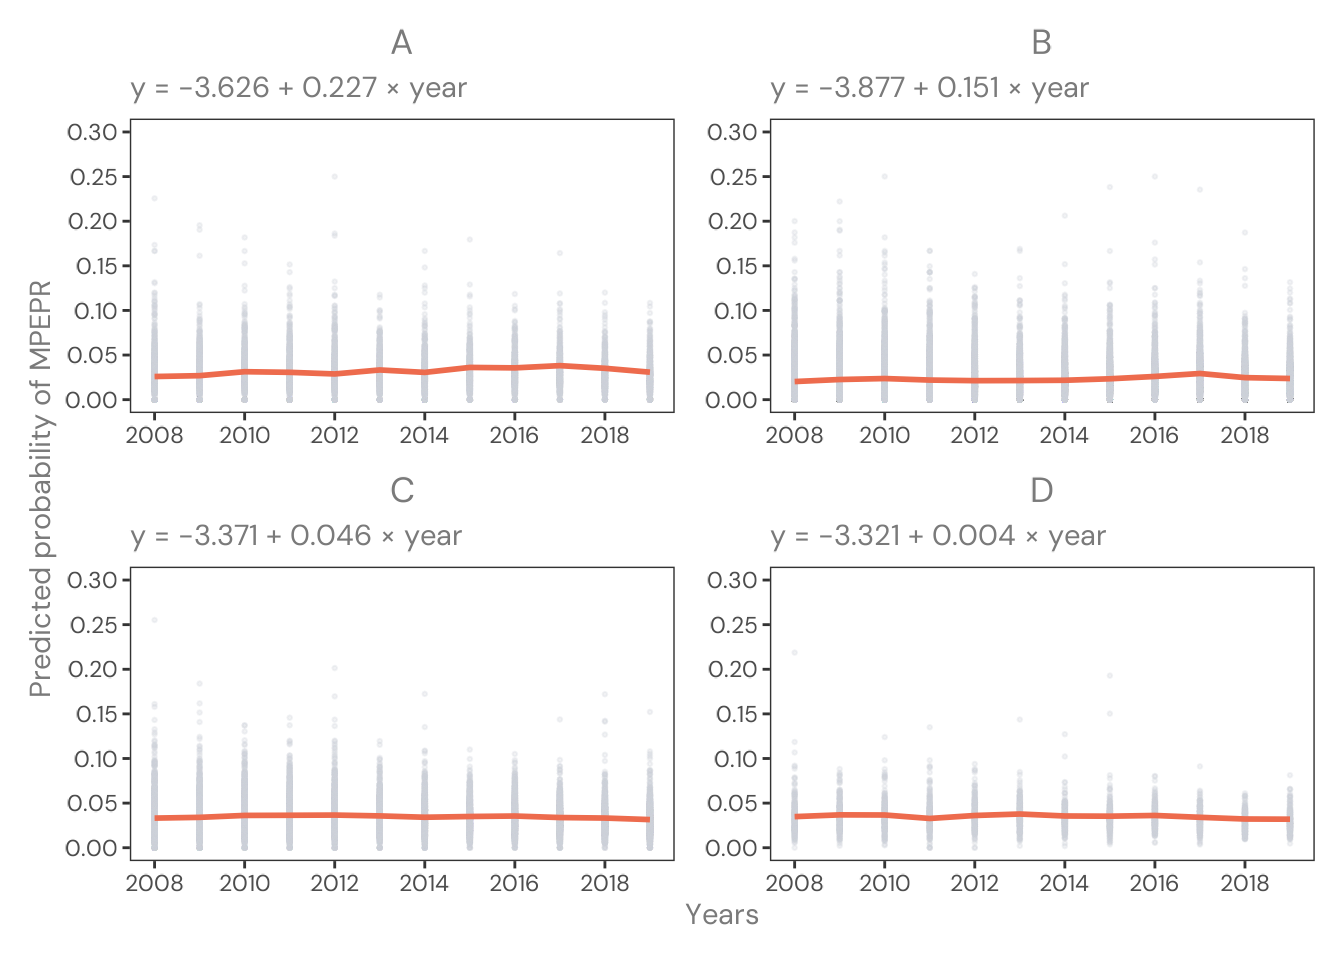 A
y = −3.626 + 0.227 × year
0.30
0.25
0.20
0.15
0.10
0.05
0.00
2008 2010 2012 2014 2016 2018
B
y = −3.877 + 0.151 × year
0.30
0.25
0.20
0.15
0.10
0.05
0.00
2008 2010 2012 2014 2016 2018
Predicted probability of MPEPR
C
y = −3.371 + 0.046 × year
0.30
0.25
0.20
0.15
0.10
0.05
0.00
2008 2010 2012 2014 2016 2018
D
y = −3.321 + 0.004 × year
0.30
0.25
0.20
0.15
0.10
0.05
0.00
2008 2010 2012 2014 2016 2018
Years